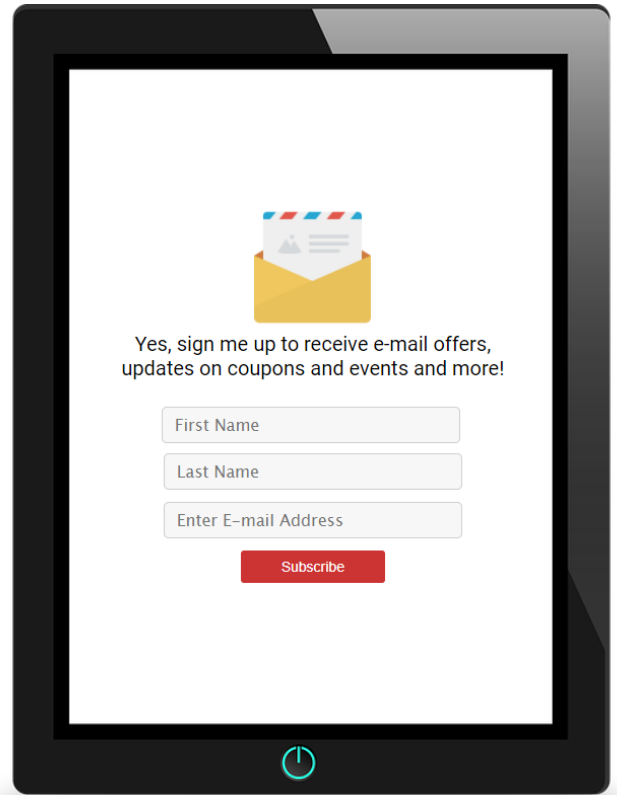 Yes, sign me up to receive e-mail offers,
updates on coupons and events and more!
First Name
Last Name
Enter E-mail Address
Subscribe